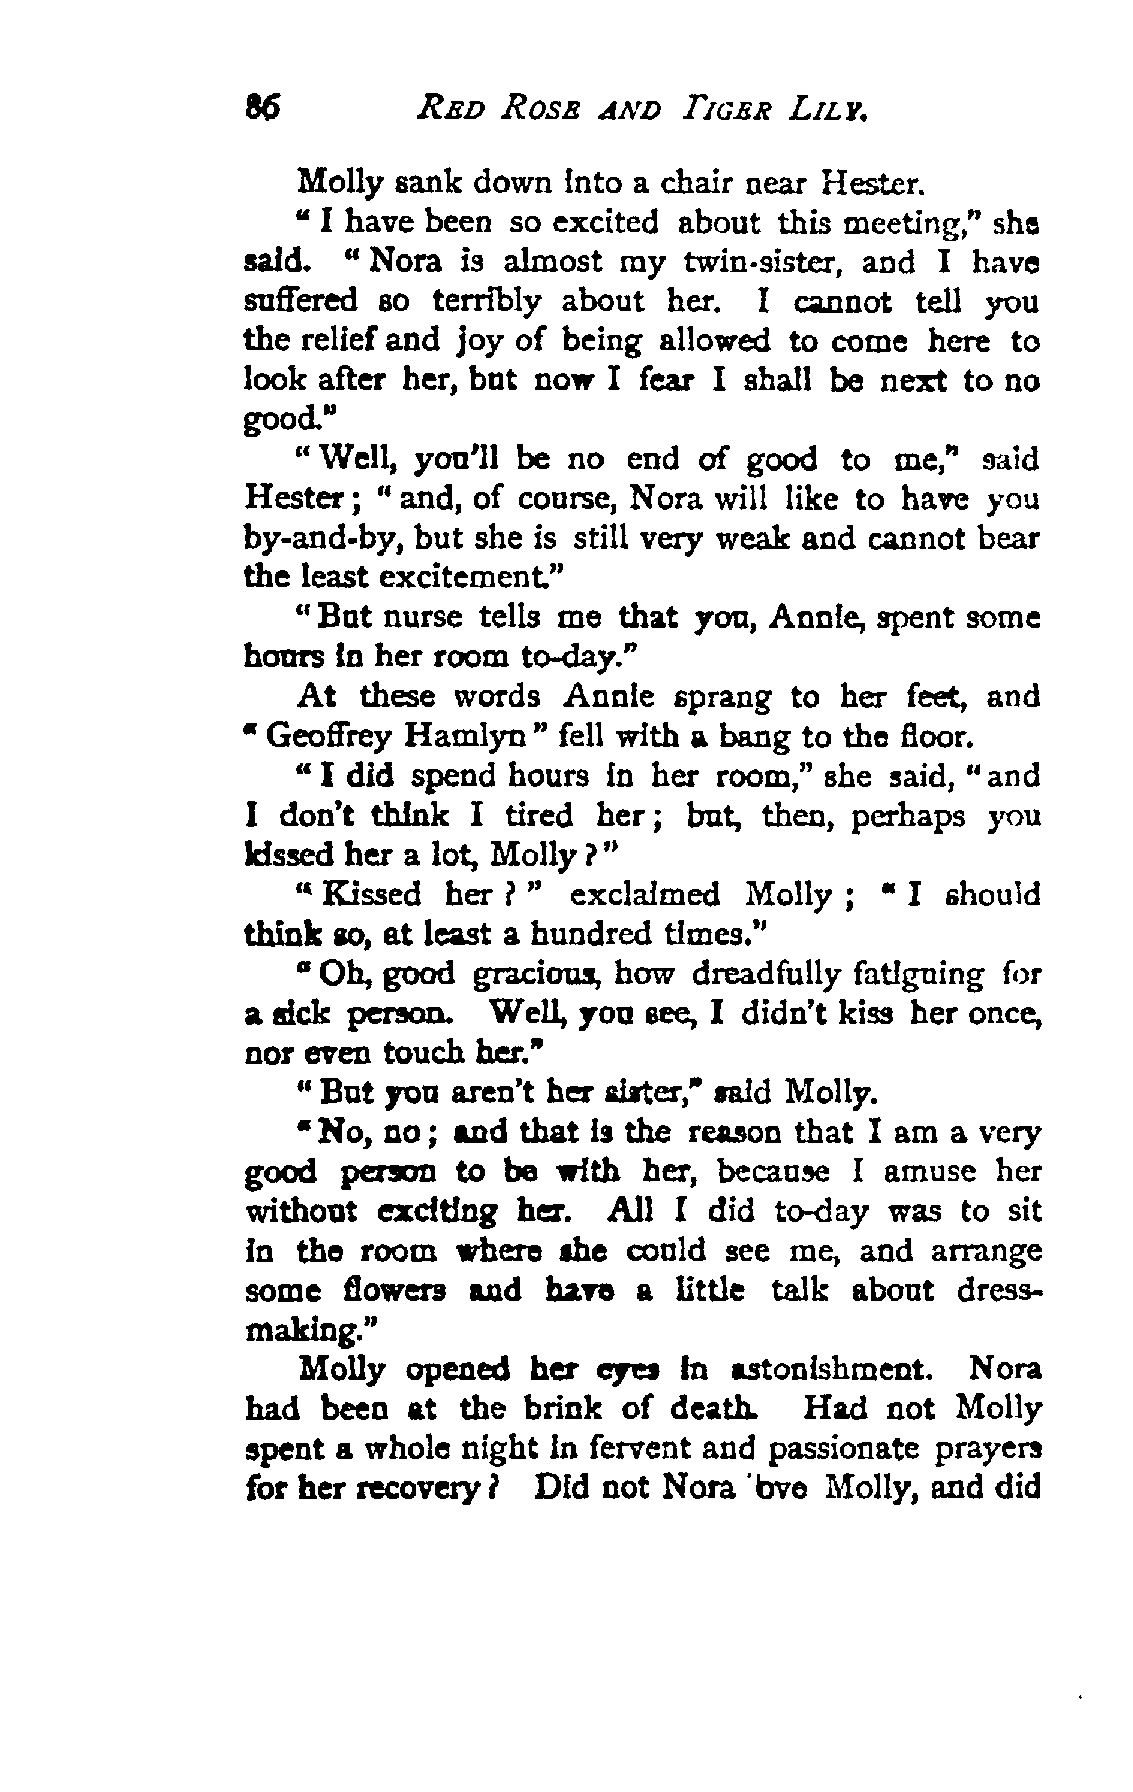 86 RED ROSE AND TIGER LILY.
Molly sank down into a chair near Hester.
" I have been so excited about this meeting," she
said. " Nora is almost my twin-sister, and I have
suffered so terribly about her. I cannot tell you
the relief and joy of being allowed to come here to
look after her, but now I fear I shall be next to no
good."
" Well, you'll be no end of good to me," said
Hester ; " and, of course, Nora will like to have you
by-and-by, but she is still very weak and cannot bear
the least excitement."
" But nurse tells me that you, Annie, spent some
hours in her room to-day."
At these words Annie sprang to her feet, and
" Geoffrey Hamlyn " fell with a bang to the floor.
" I did spend hours in her room," she said, " and
I don't think I tired her ; but, then, perhaps you
kissed her a lot, Molly ? "
" Kissed her ? " exclaimed Molly ; " I should
think so, at least a hundred times."
" Oh, good gracious, how dreadfully fatiguing for
a sick person. Well, you see, I didn't kiss her once,
nor even touch her."
" But you aren't her sister," said Molly.
" No, no ; and that is the reason that I am a very
good person to be with her, because I amuse her
without exciting her. All I did to-day was to sit
in the room where she could see me, and arrange
some flowers and have a little talk about dress-
making."
Molly opened her eyes in astonishment. Nora
had been at the brink of death. Had not Molly
spent a whole night in fervent and passionate prayers
for her recovery ? Did not Nora love Molly, and did